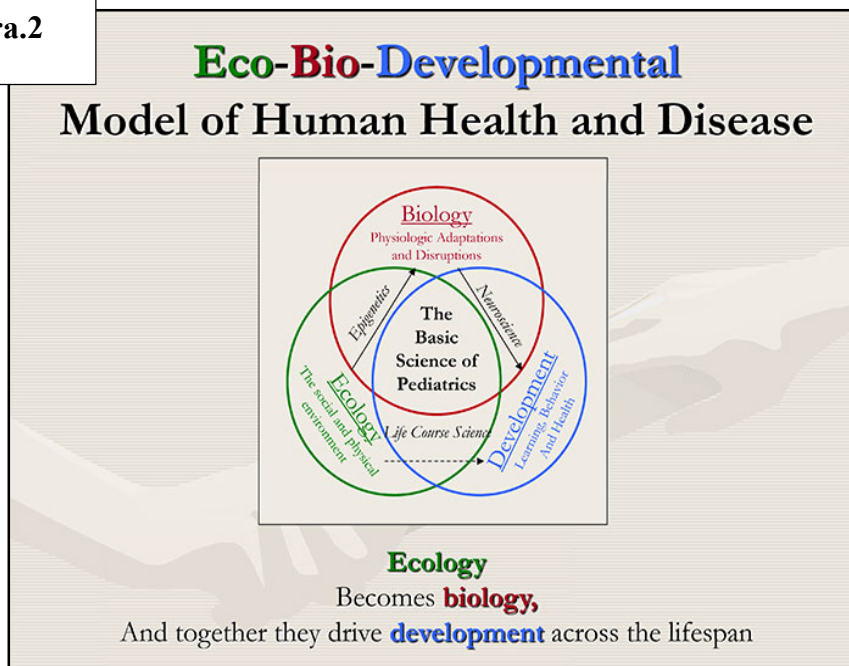 ra.2
Eco-Bio-Developmental
Model of Human Health and Disease
Biology
Physiologic Adaptations
and Disruptions
Epigenetics
Neuroscience
The
Basic
Science of
Pediatrics
Ecology
The social and physical
environment
Development
Learning, Behavior
And Health
Life Course Science
Ecology
Becomes biology,
And together they drive development across the lifespan